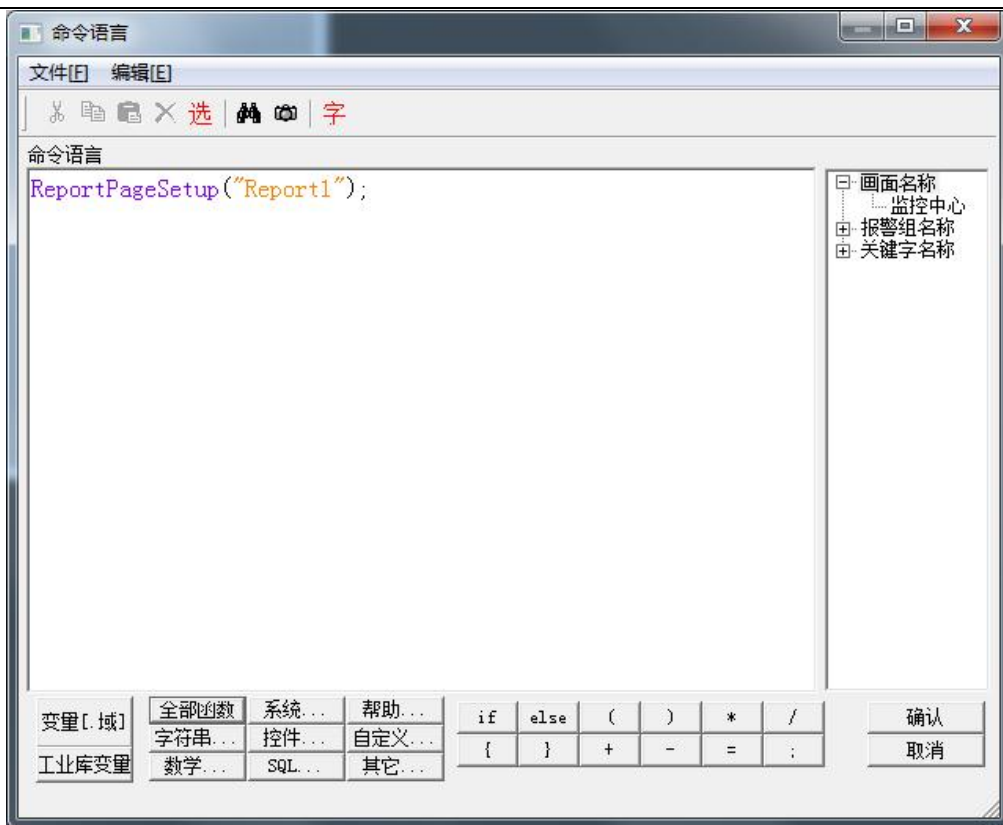 命令语言
文件[F] 编辑[E]
选 字
命令语言
ReportPageSetup("Report1");
画面名称
监控中心
报警组名称
关键字名称
变量[.域] 全部函数 系统... 帮助... if else ( ) * / 确认
字符串... 控件... 自定义...
工业库变量 数学... SQL... 其它... { } + - = ; 取消